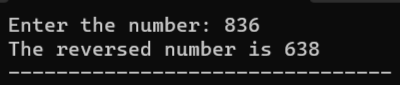 Enter the number: 836
The reversed number is 638
--------------------------------